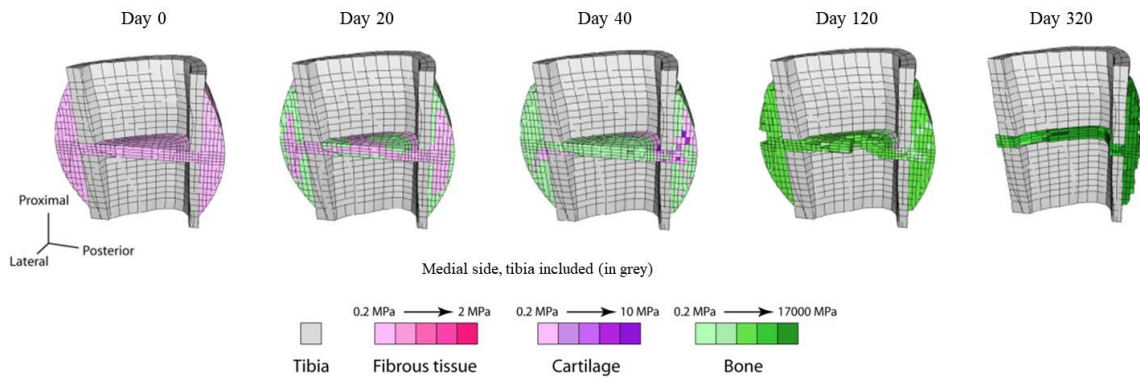 Day 0 Day 20 Day 40 Day 120 Day 320
Proximal
Posterior
Lateral
Medial side, tibia included (in grey)
0.2 MPa 2 MPa 0.2 MPa 10 MPa 0.2 MPa 17000 MPa
Tibia Fibrous tissue Cartilage Bone